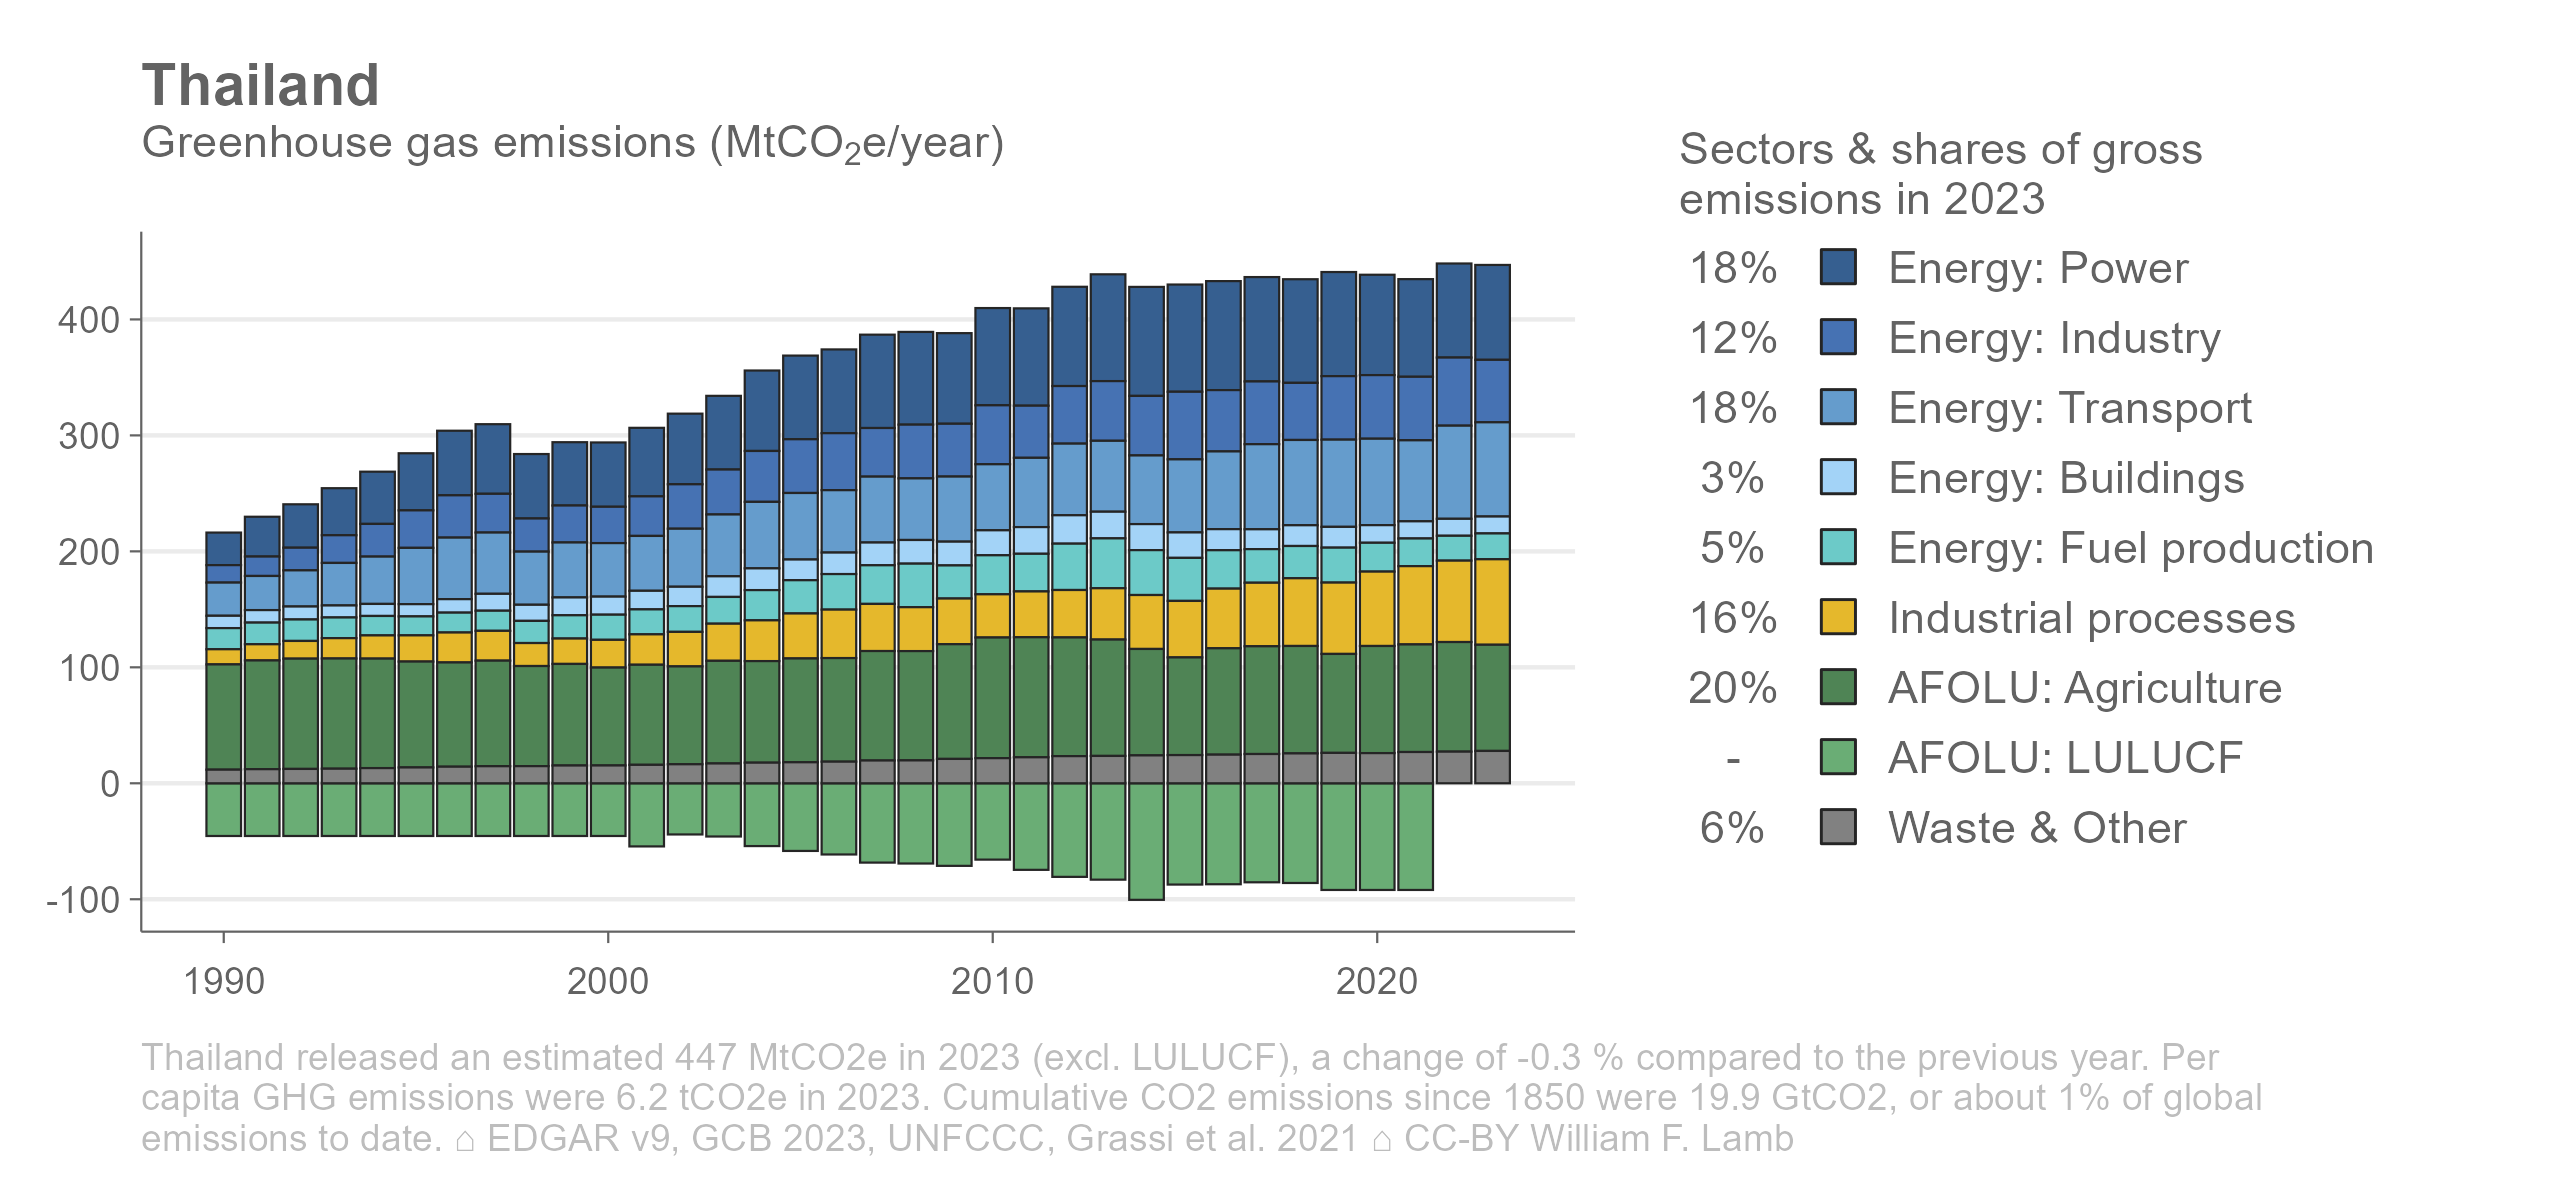 Thailand
Greenhouse gas emissions (MtCO₂e/year)
Sectors & shares of gross
emissions in 2023
18% Energy: Power
12% Energy: Industry
18% Energy: Transport
3% Energy: Buildings
5% Energy: Fuel production
16% Industrial processes
20% AFOLU: Agriculture
- AFOLU: LULUCF
6% Waste & Other
400
300
200
100
0
-100
1990 2000 2010 2020
Thailand released an estimated 447 MtCO2e in 2023 (excl. LULUCF), a change of -0.3 % compared to the previous year. Per
capita GHG emissions were 6.2 tCO2e in 2023. Cumulative CO2 emissions since 1850 were 19.9 GtCO2, or about 1% of global
emissions to date. ⌂ EDGAR v9, GCB 2023, UNFCCC, Grassi et al. 2021 ⌂ CC-BY William F. Lamb